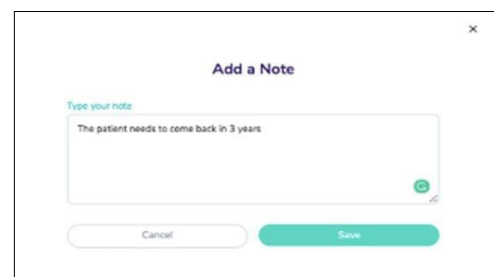 Add a Note
Type your note
The patient needs to come back in 3 years
Cancel
Save